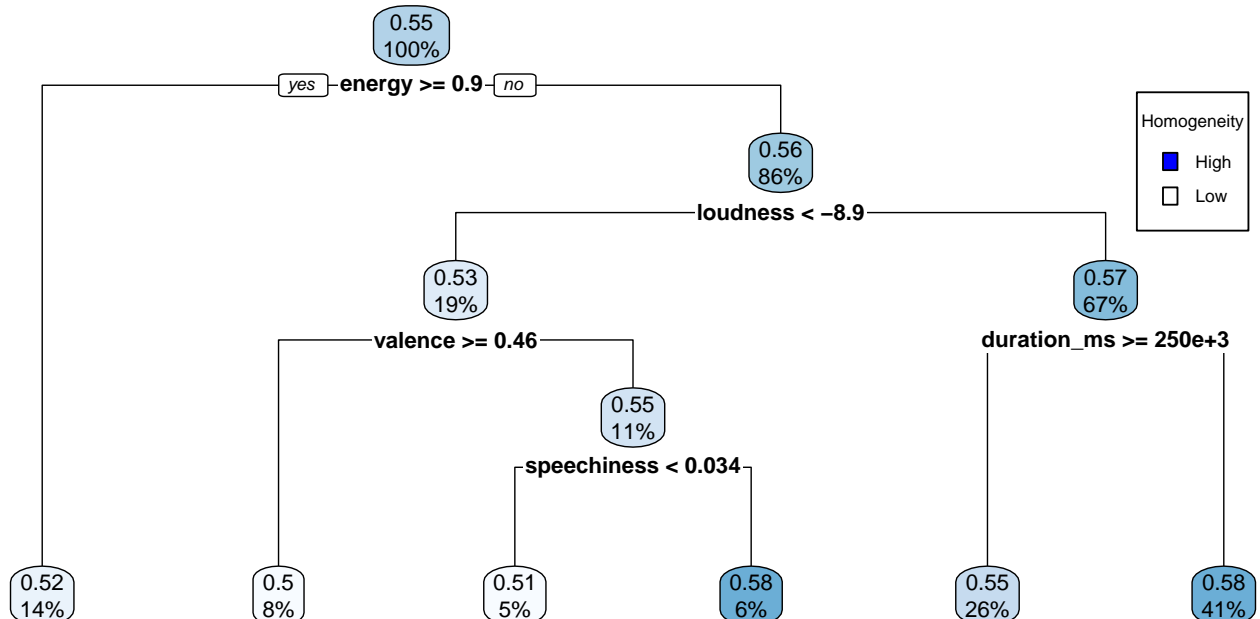 0.55
100%
yes energy >= 0.9 no
Homogeneity
High
Low
0.56
86%
loudness < −8.9
0.53
19%
0.57
67%
valence >= 0.46
duration_ms >= 250e+3
0.55
11%
speechiness < 0.034
0.52
14%
0.5
8%
0.51
5%
0.58
6%
0.55
26%
0.58
41%